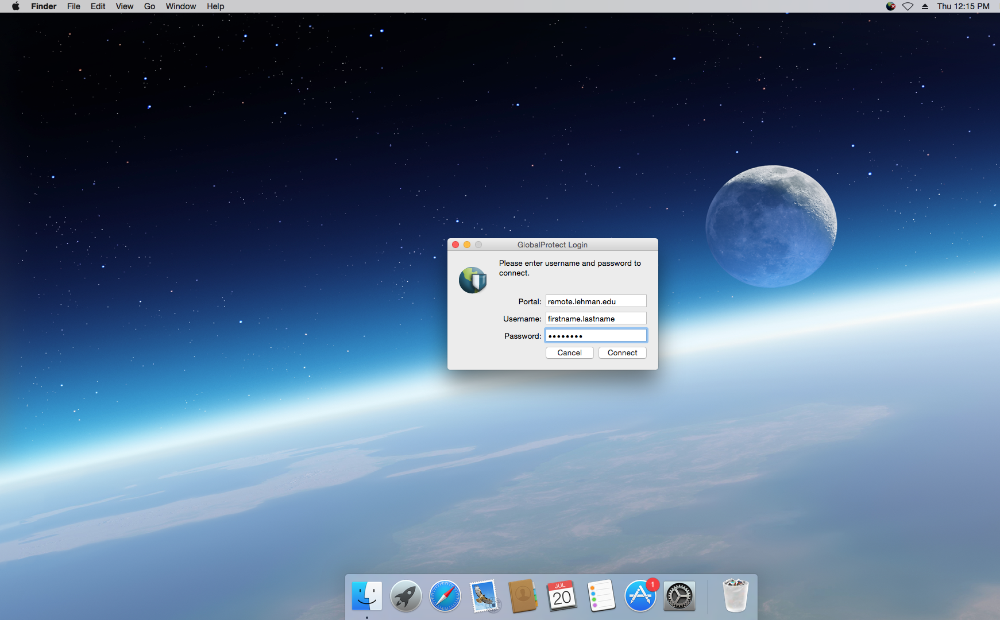 Finder File Edit View Go Window Help Thu 12:15 PM
GlobalProtect Login
Please enter username and password to
connect.
Portal: remote.lehman.edu
Username: firstname.lastname
Password: ••••••••
Cancel Connect
JUL
20
1